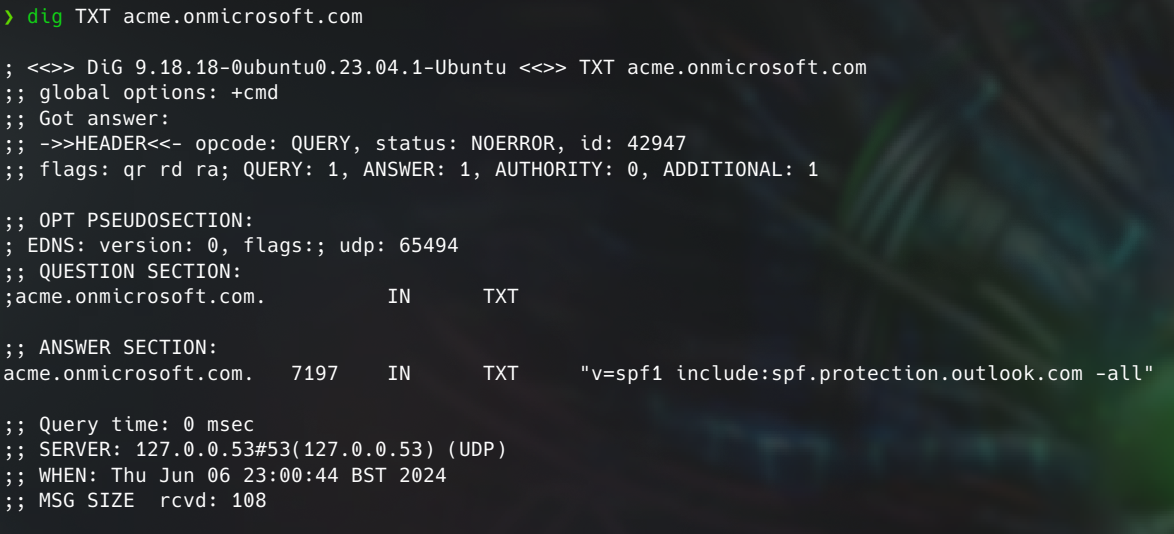 ❯ dig TXT acme.onmicrosoft.com
; <<>> DiG 9.18.18-0ubuntu0.23.04.1-Ubuntu <<>> TXT acme.onmicrosoft.com
;; global options: +cmd
;; Got answer:
;; ->>HEADER<<- opcode: QUERY, status: NOERROR, id: 42947
;; flags: qr rd ra; QUERY: 1, ANSWER: 1, AUTHORITY: 0, ADDITIONAL: 1
;; OPT PSEUDOSECTION:
; EDNS: version: 0, flags:; udp: 65494
;; QUESTION SECTION:
;acme.onmicrosoft.com. IN TXT
;; ANSWER SECTION:
acme.onmicrosoft.com. 7197 IN TXT "v=spf1 include:spf.protection.outlook.com -all"
;; Query time: 0 msec
;; SERVER: 127.0.0.53#53(127.0.0.53) (UDP)
;; WHEN: Thu Jun 06 23:00:44 BST 2024
;; MSG SIZE  rcvd: 108